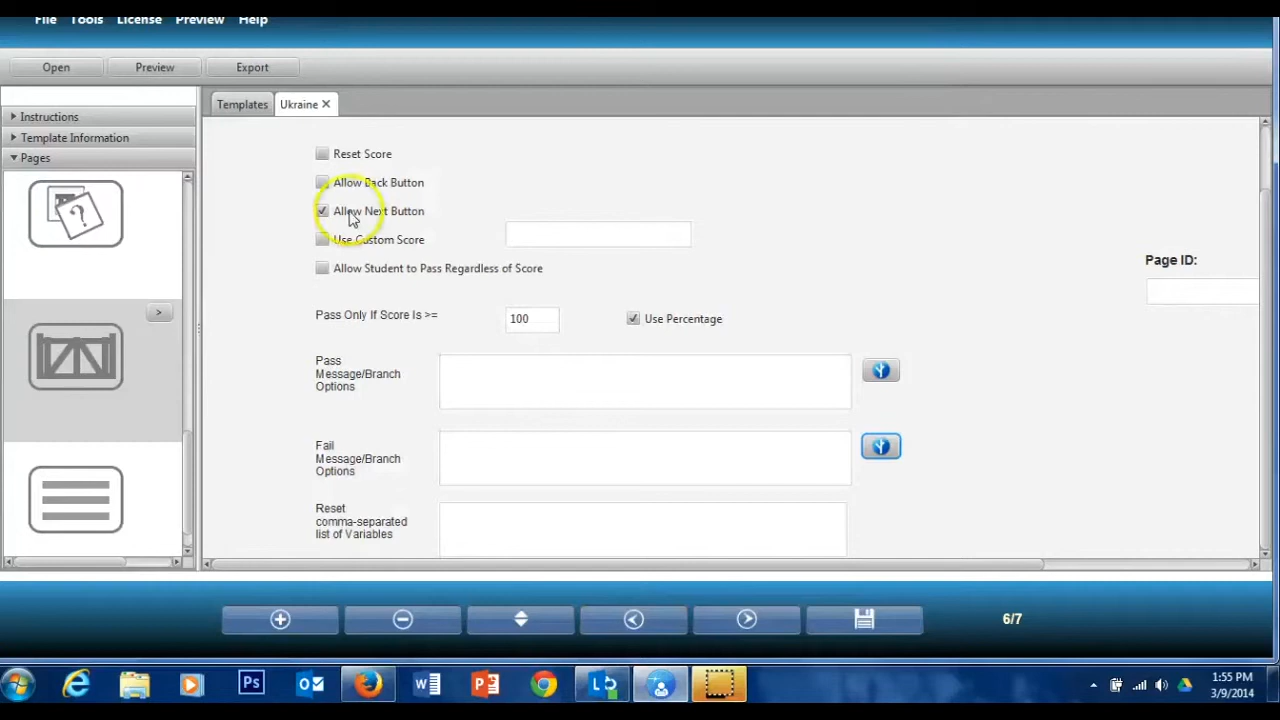 File Tools License Preview Help
Open Preview Export
Instructions
Template Information
Pages
>
Templates Ukraine ✕
Reset Score
Allow Back Button
Allow Next Button
Use Custom Score
Allow Student to Pass Regardless of Score
Page ID:
Pass Only If Score Is >= 100 Use Percentage
Pass
Message/Branch
Options
Fail
Message/Branch
Options
Reset
comma-separated
list of Variables
6/7
Ps W P
1:55 PM
3/9/2014